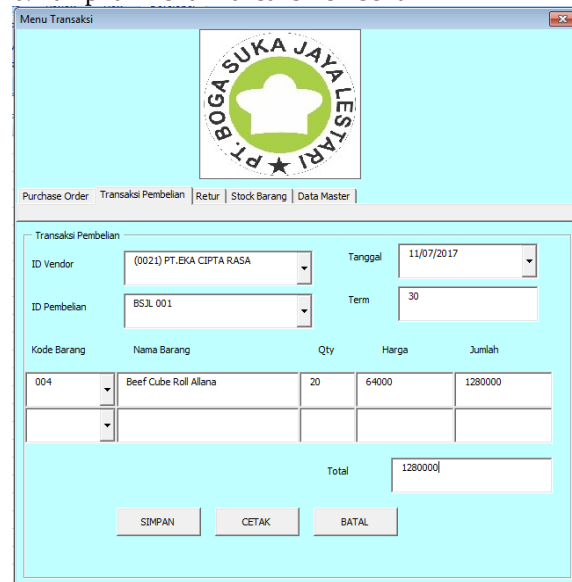 Menu Transaksi
PT. BOGA SUKA JAYA LESTARI
Purchase Order Transaksi Pembelian Retur Stock Barang Data Master
Transaksi Pembelian
ID Vendor (0021) PT.EKA CIPTA RASA Tanggal 11/07/2017
ID Pembelian BSJL 001 Term 30
Kode Barang Nama Barang Qty Harga Jumlah
004 Beef Cube Roll Allana 20 64000 1280000
Total 1280000
SIMPAN CETAK BATAL